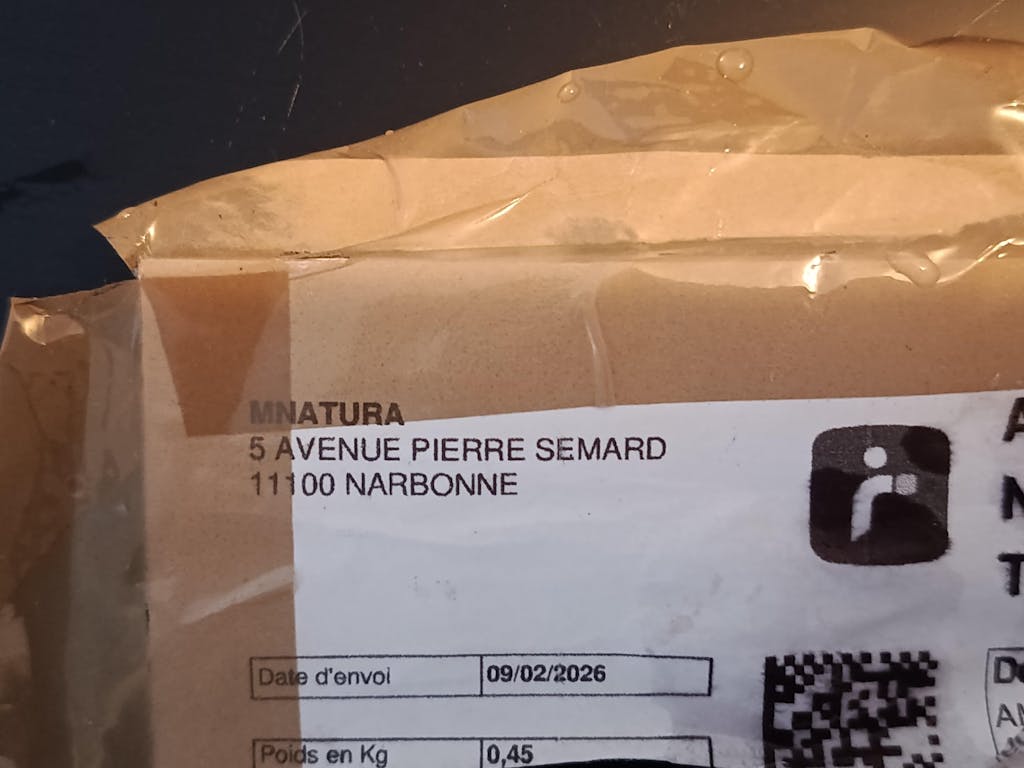 MNATURA
5 AVENUE PIERRE SEMARD
11100 NARBONNE
Date d'envoi 09/02/2026
Poids en Kg 0,45